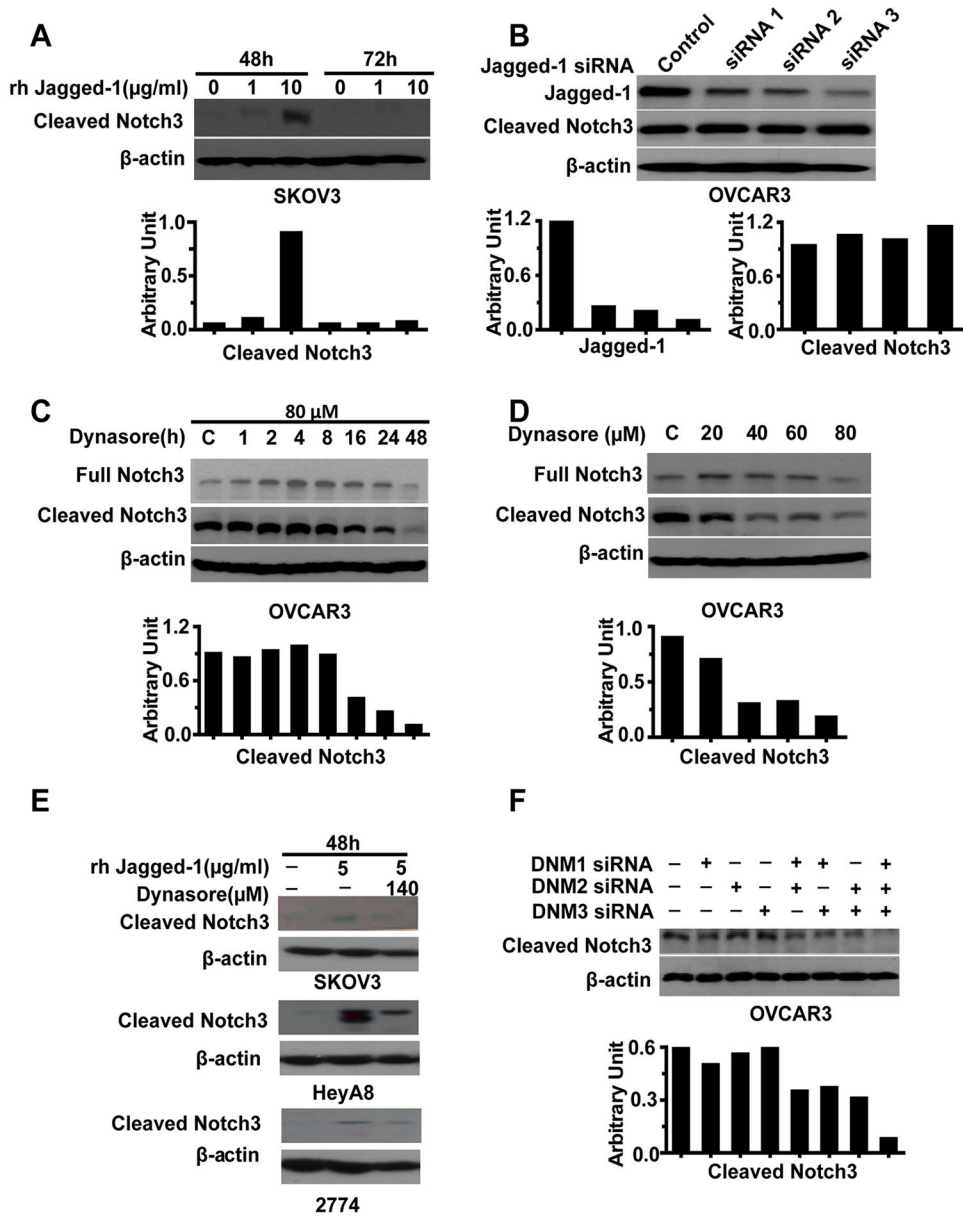 A
48h 72h
rh Jagged-1(µg/ml) 0 1 10 0 1 10
Cleaved Notch3
β-actin
SKOV3
Arbitrary Unit
1.0
0.5
0.0
Cleaved Notch3
B
Jagged-1 siRNA Control siRNA 1 siRNA 2 siRNA 3
Jagged-1
Cleaved Notch3
β-actin
OVCAR3
Arbitrary Unit
1.2
0.6
0.0
Jagged-1
Arbitrary Unit
1.2
0.6
0.0
Cleaved Notch3
C
80 µM
Dynasore(h) C 1 2 4 8 16 24 48
Full Notch3
Cleaved Notch3
β-actin
OVCAR3
Arbitrary Unit
1.2
0.6
0.0
Cleaved Notch3
D
Dynasore (µM) C 20 40 60 80
Full Notch3
Cleaved Notch3
β-actin
OVCAR3
Arbitrary Unit
1.0
0.5
0.0
Cleaved Notch3
E
48h
rh Jagged-1(µg/ml) – 5 5
Dynasore(µM) – – 140
Cleaved Notch3
β-actin
SKOV3
Cleaved Notch3
β-actin
HeyA8
Cleaved Notch3
β-actin
2774
F
DNM1 siRNA – + – – + + – +
DNM2 siRNA – – + – + – + +
DNM3 siRNA – – – + – + + +
Cleaved Notch3
β-actin
OVCAR3
Arbitrary Unit
0.6
0.3
0.0
Cleaved Notch3